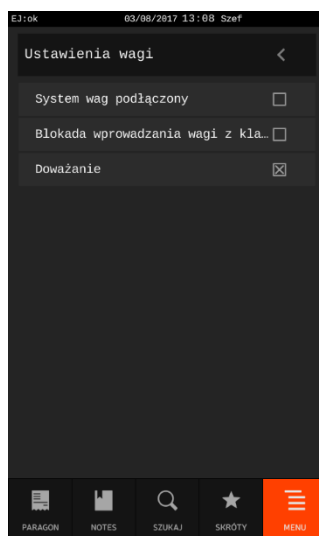 EJ:ok 03/08/2017 13:08 Szef
Ustawienia wagi
System wag podłączony
Blokada wprowadzania wagi z kla…
Doważanie
PARAGON NOTES SZUKAJ SKRÓTY MENU